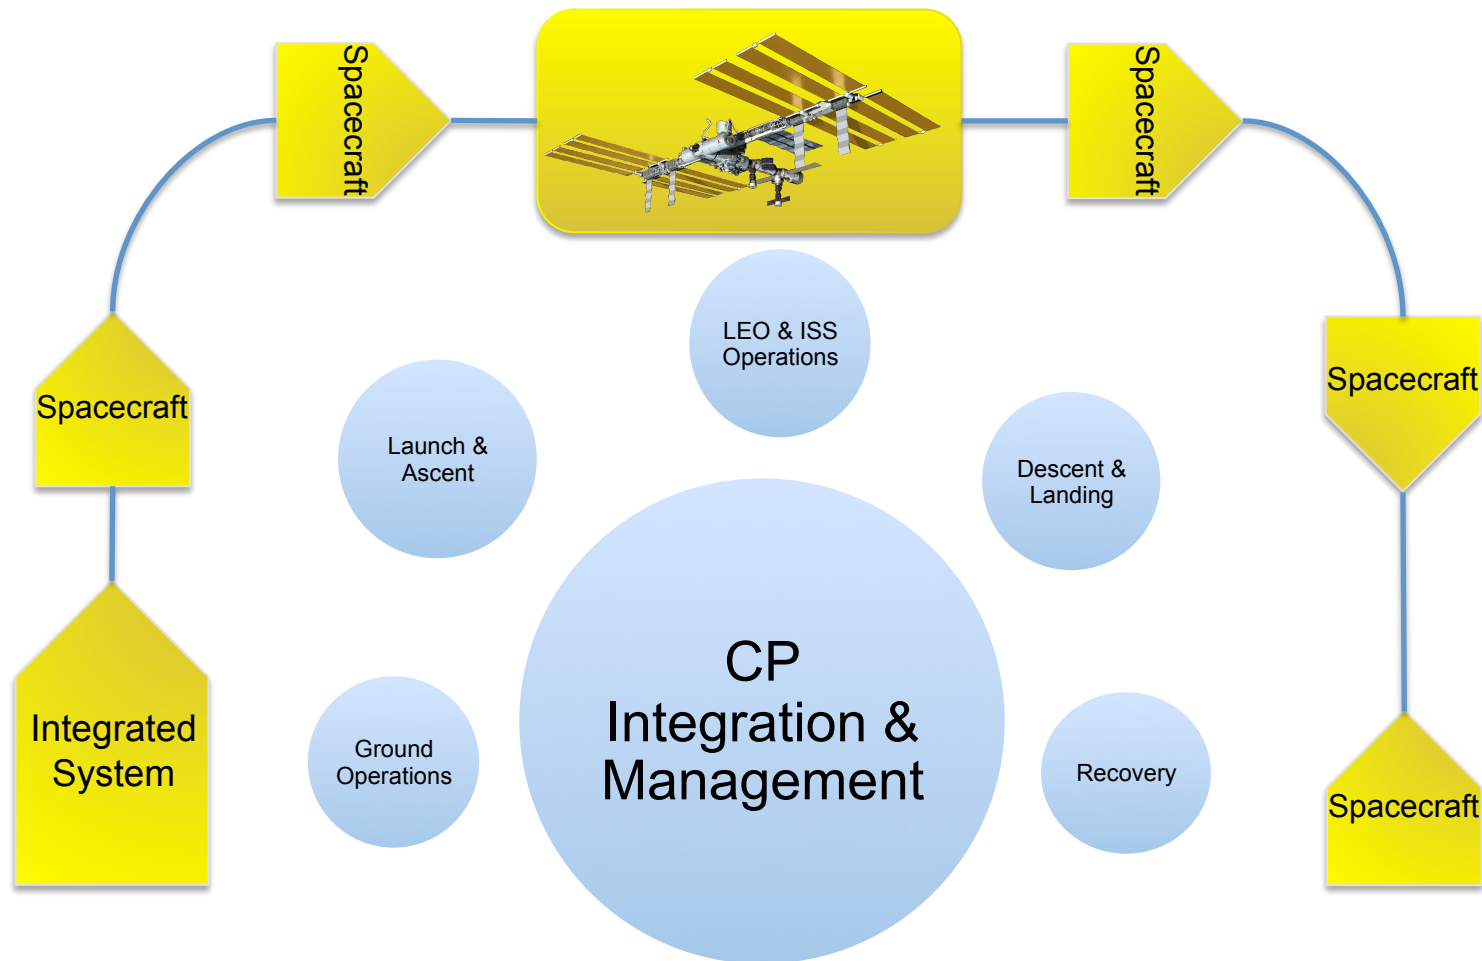 Spacecraft
Spacecraft
LEO & ISS
Operations
Spacecraft
Launch &
Ascent
Descent &
Landing
Spacecraft
CP
Integration &
Management
Integrated
System
Ground
Operations
Recovery
Spacecraft